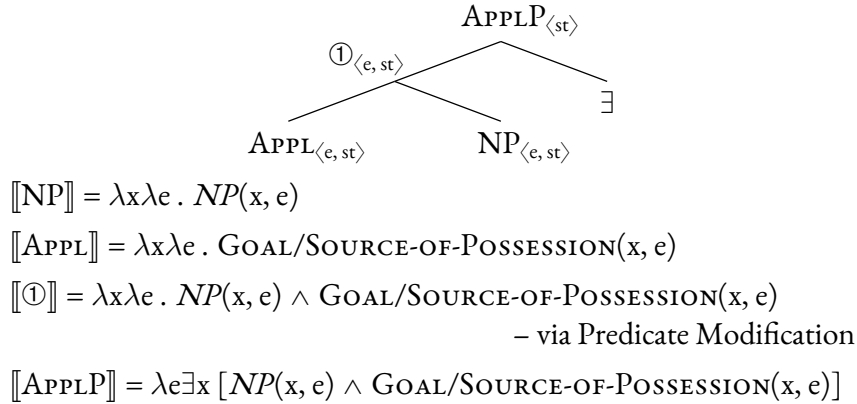 APPLP⟨st⟩
①⟨e, st⟩
∃
APPL⟨e, st⟩ NP⟨e, st⟩
⟦NP⟧ = λxλe . NP(x, e)
⟦APPL⟧ = λxλe . GOAL/SOURCE-OF-POSSESSION(x, e)
⟦①⟧ = λxλe . NP(x, e) ∧ GOAL/SOURCE-OF-POSSESSION(x, e)
– via Predicate Modification
⟦APPLP⟧ = λe∃x [NP(x, e) ∧ GOAL/SOURCE-OF-POSSESSION(x, e)]